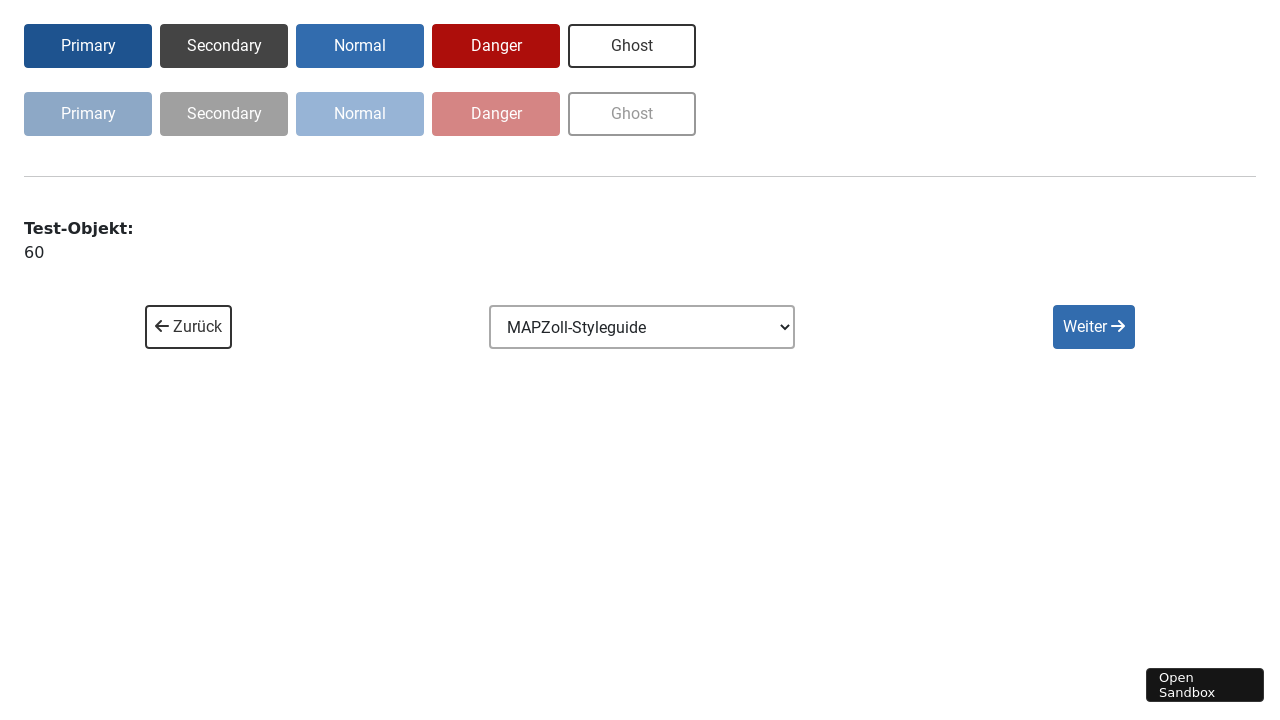 Primary Secondary Normal Danger Ghost
Primary Secondary Normal Danger Ghost
Test-Objekt:
60
Zurück MAPZoll-Styleguide Weiter
Open
Sandbox